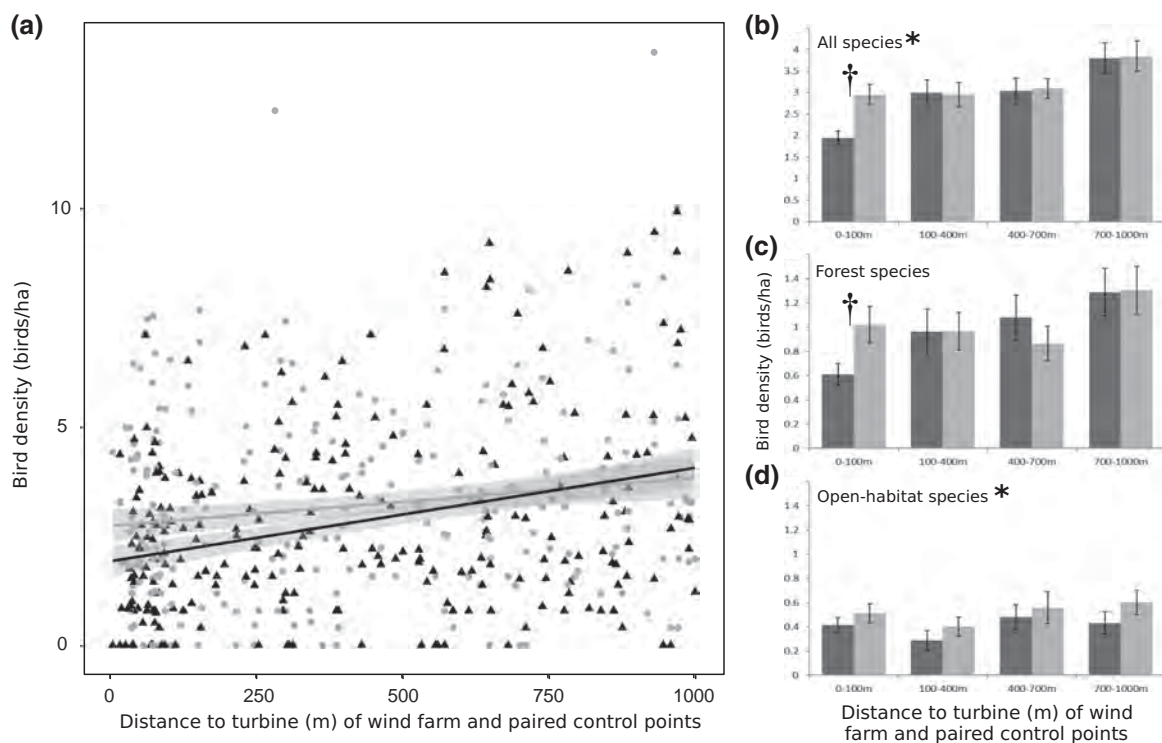 (a)
Bird density (birds/ha)
10
5
0
0 250 500 750 1000
Distance to turbine (m) of wind farm and paired control points
(b)
All species *
†
4
3.5
3
2.5
2
1.5
1
0.5
0
0-100m 100-400m 400-700m 700-1000m
(c)
Forest species
†
Bird density (birds/ha)
1.4
1.2
1
0.8
0.6
0.4
0.2
0
0-100m 100-400m 400-700m 700-1000m
(d)
Open-habitat species *
1.4
1.2
1
0.8
0.6
0.4
0.2
0
0-100m 100-400m 400-700m 700-1000m
Distance to turbine (m) of wind
farm and paired control points